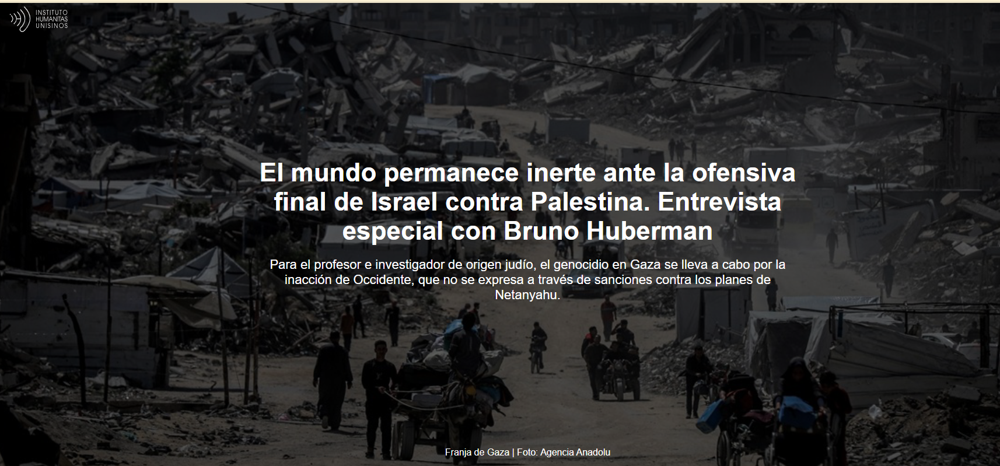 INSTITUTO
HUMANITAS
UNISINOS
El mundo permanece inerte ante la ofensiva
final de Israel contra Palestina. Entrevista
especial con Bruno Huberman
Para el profesor e investigador de origen judío, el genocidio en Gaza se lleva a cabo por la
inacción de Occidente, que no se expresa a través de sanciones contra los planes de
Netanyahu.
Franja de Gaza | Foto: Agencia Anadolu